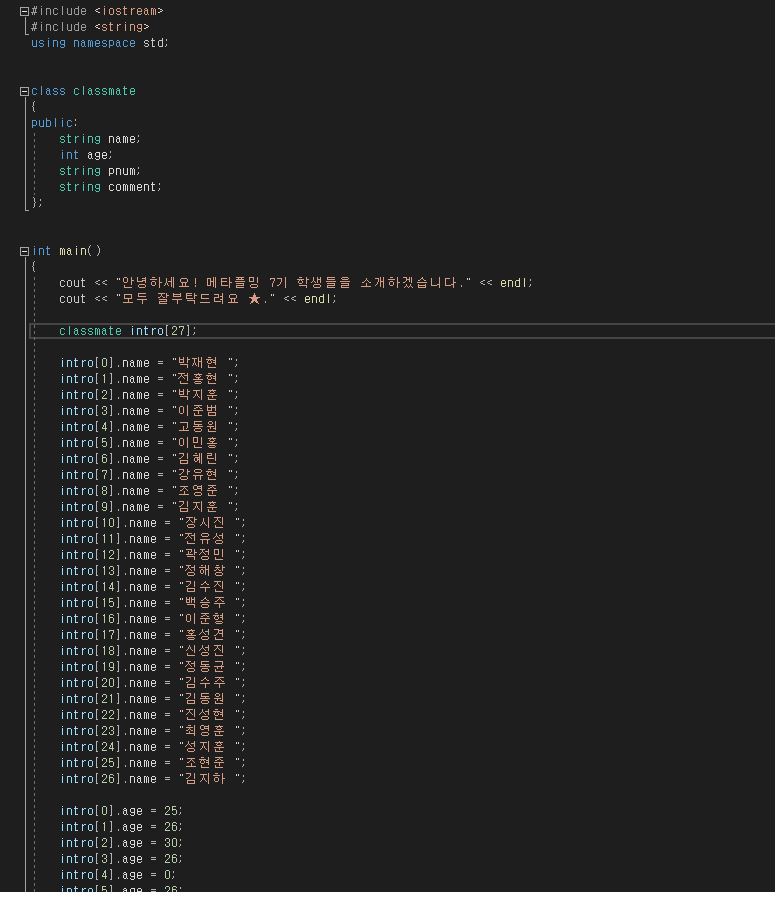 #include <iostream>
#include <string>
using namespace std;
class classmate
{
public:
string name;
int age;
string pnum;
string comment;
};
int main()
{
cout << "안녕하세요! 메타플밍 7기 학생들을 소개하겠습니다." << endl;
cout << "모두 잘부탁드려요 ★." << endl;
classmate intro[27];
intro[0].name = "박재현 ";
intro[1].name = "전홍현 ";
intro[2].name = "박지훈 ";
intro[3].name = "이준범 ";
intro[4].name = "고동원 ";
intro[5].name = "이민홍 ";
intro[6].name = "김혜린 ";
intro[7].name = "강유현 ";
intro[8].name = "조영준 ";
intro[9].name = "김지훈 ";
intro[10].name = "장시진 ";
intro[11].name = "전유성 ";
intro[12].name = "곽정민 ";
intro[13].name = "정해창 ";
intro[14].name = "김수진 ";
intro[15].name = "백승주 ";
intro[16].name = "이준형 ";
intro[17].name = "홍성견 ";
intro[18].name = "신성진 ";
intro[19].name = "정동균 ";
intro[20].name = "김수주 ";
intro[21].name = "김동원 ";
intro[22].name = "진성현 ";
intro[23].name = "최영훈 ";
intro[24].name = "성지훈 ";
intro[25].name = "조현준 ";
intro[26].name = "김지하 ";
intro[0].age = 25;
intro[1].age = 26;
intro[2].age = 30;
intro[3].age = 26;
intro[4].age = 0;
intro[5].age = 26;